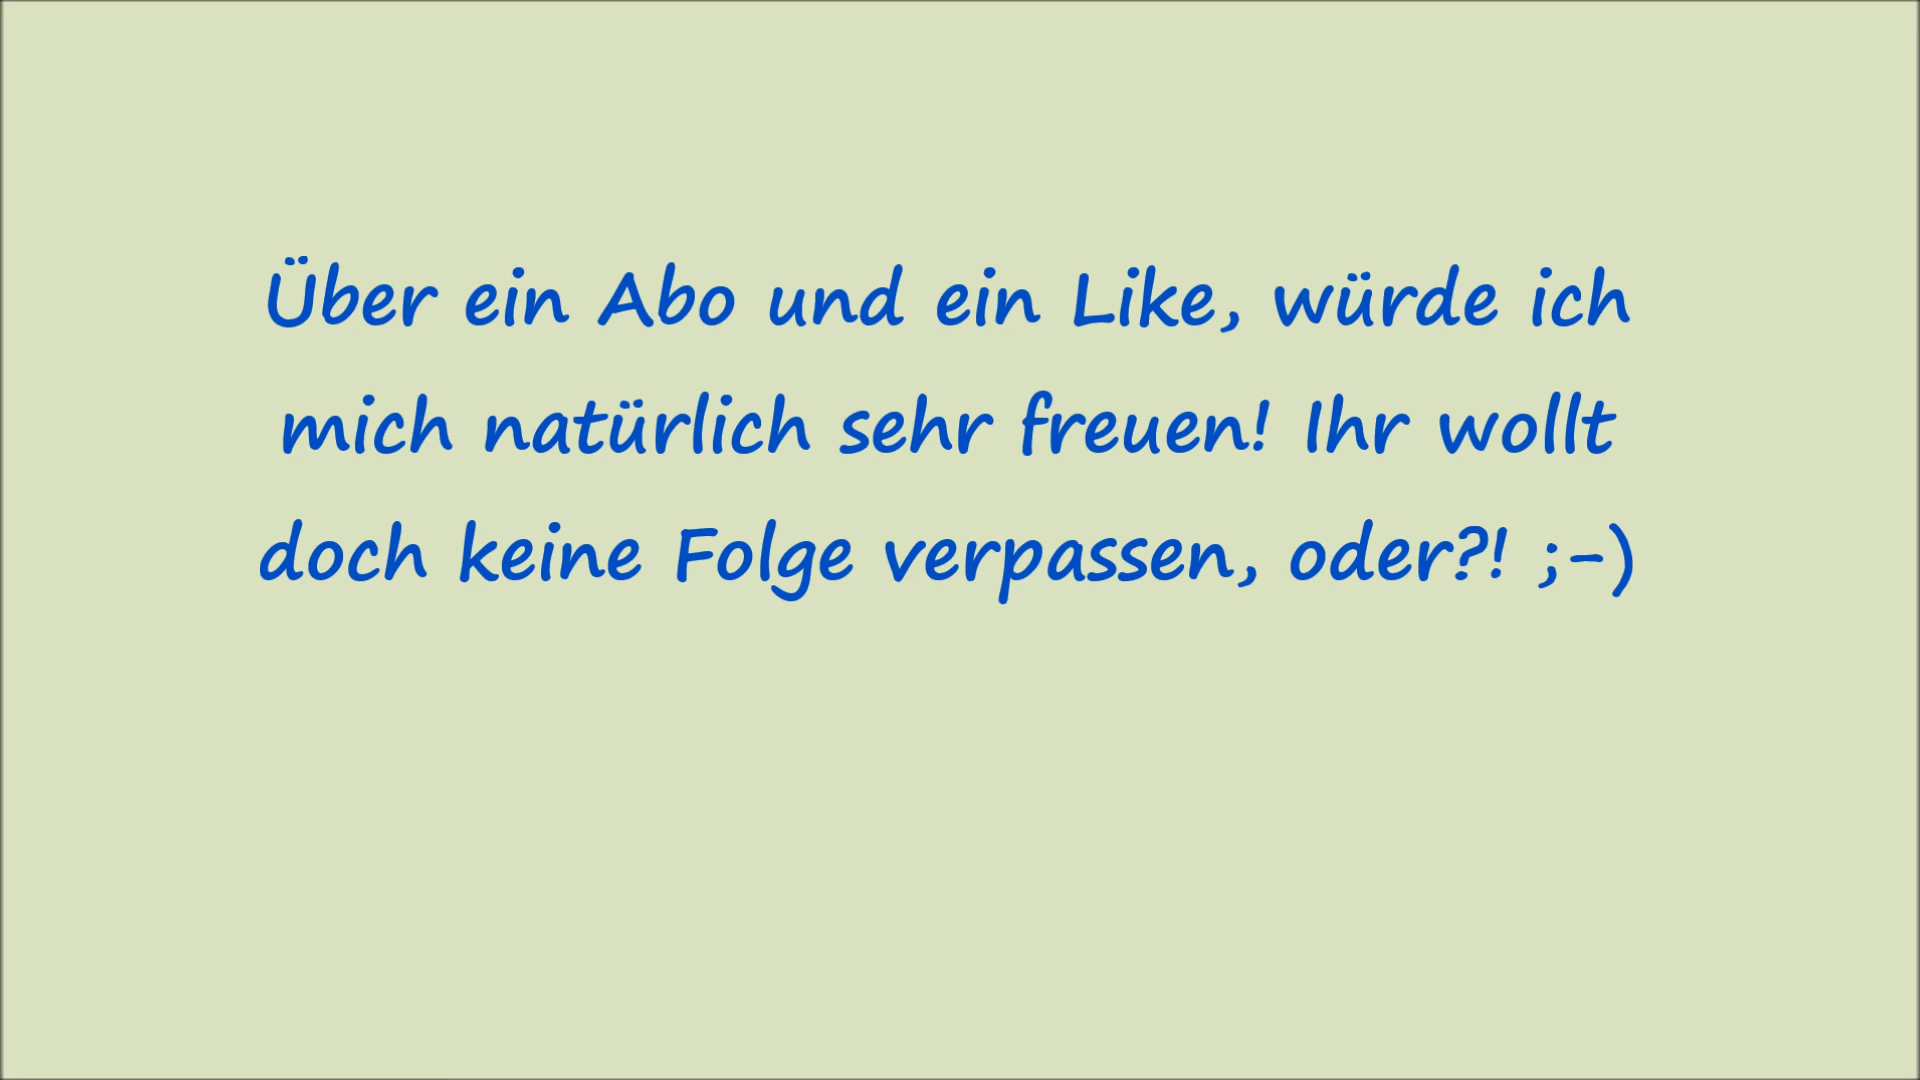 Über ein Abo und ein Like, würde ich
mich natürlich sehr freuen! Ihr wollt
doch keine Folge verpassen, oder?! ;-)